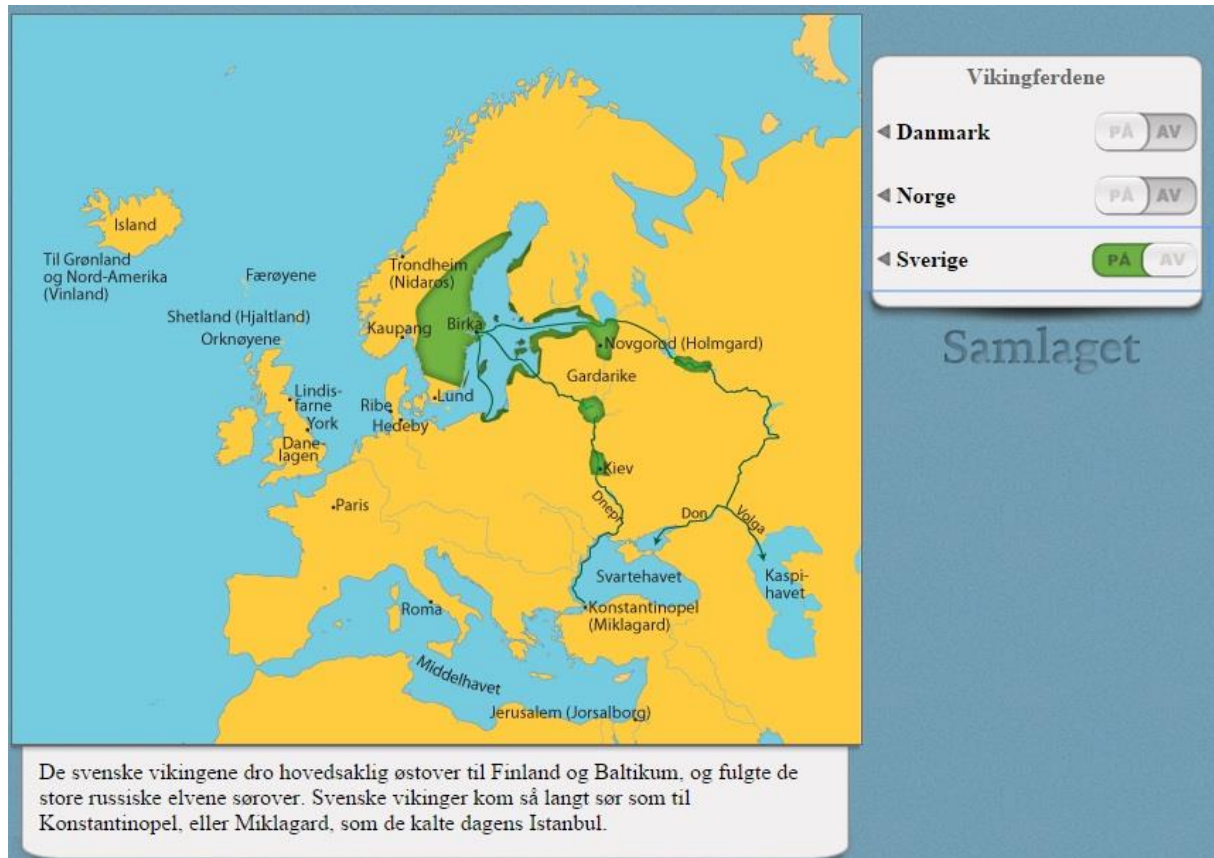 Vikingferdene
Danmark
PÅ AV
Norge
PÅ AV
Sverige
PÅ AV
Samlaget
Island
Til Grønland
og Nord-Amerika
(Vinland)
Færøyene
Trondheim
(Nidaros)
Shetland (Hjaltland)
Orknøyene
Kaupang
Birka
Novgorod (Holmgard)
Gardarike
Lindis-
farne
York
Ribe
Lund
Hedeby
Dane-
lagen
Kiev
Paris
Dnepr
Don
Volga
Svartehavet
Kaspi-
havet
Roma
Konstantinopel
(Miklagard)
Middelhavet
Jerusalem (Jorsalborg)
De svenske vikingene dro hovedsaklig østover til Finland og Baltikum, og fulgte de
store russiske elvene sørover. Svenske vikinger kom så langt sør som til
Konstantinopel, eller Miklagard, som de kalte dagens Istanbul.